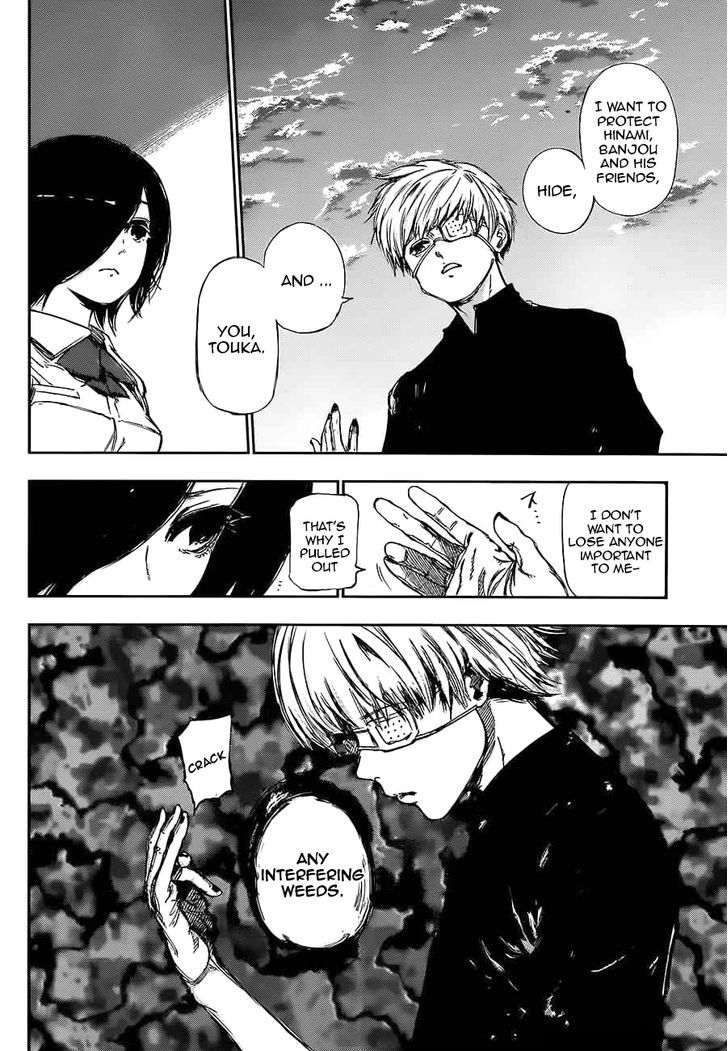 I WANT TO
PROTECT
HINAMI,
BANJOU
AND HIS
FRIENDS,
HIDE,
AND ...
YOU,
TOUKA.
I DON'T
WANT TO
LOSE ANYONE
IMPORTANT
TO ME-
THAT'S
WHY I
PULLED
OUT
CRACK
ANY
INTERFERING
WEEDS.